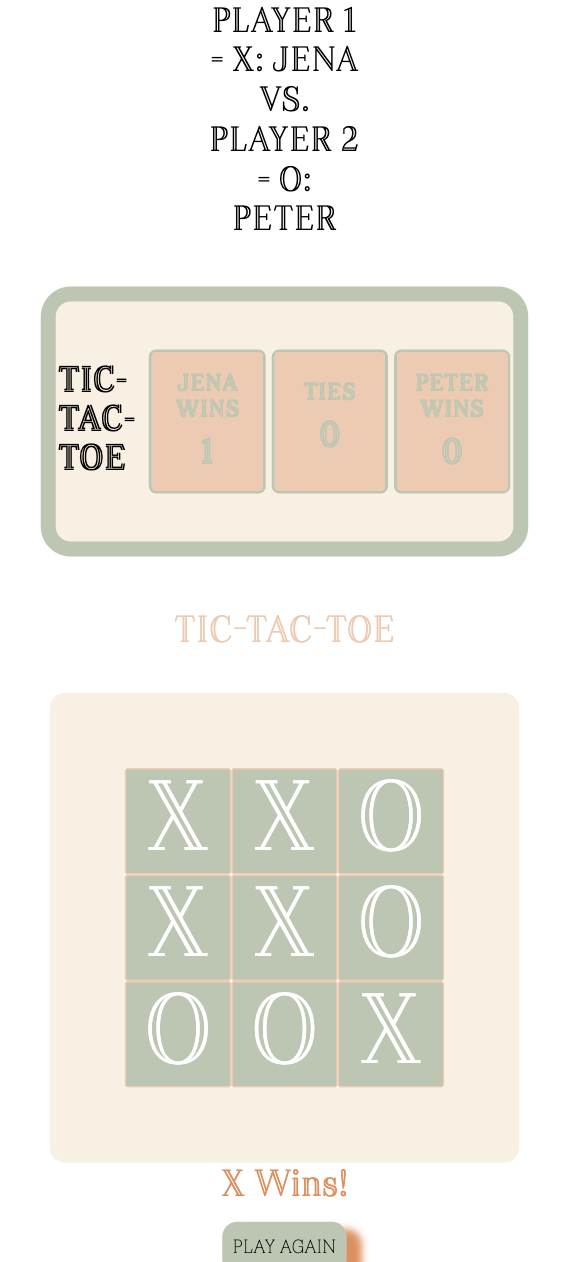 PLAYER 1
= X: JENA
VS.
PLAYER 2
= O:
PETER
TIC-
TAC-
TOE
JENA
WINS
1
TIES
0
PETER
WINS
0
TIC-TAC-TOE
X X O
X X O
O O X
X Wins!
PLAY AGAIN